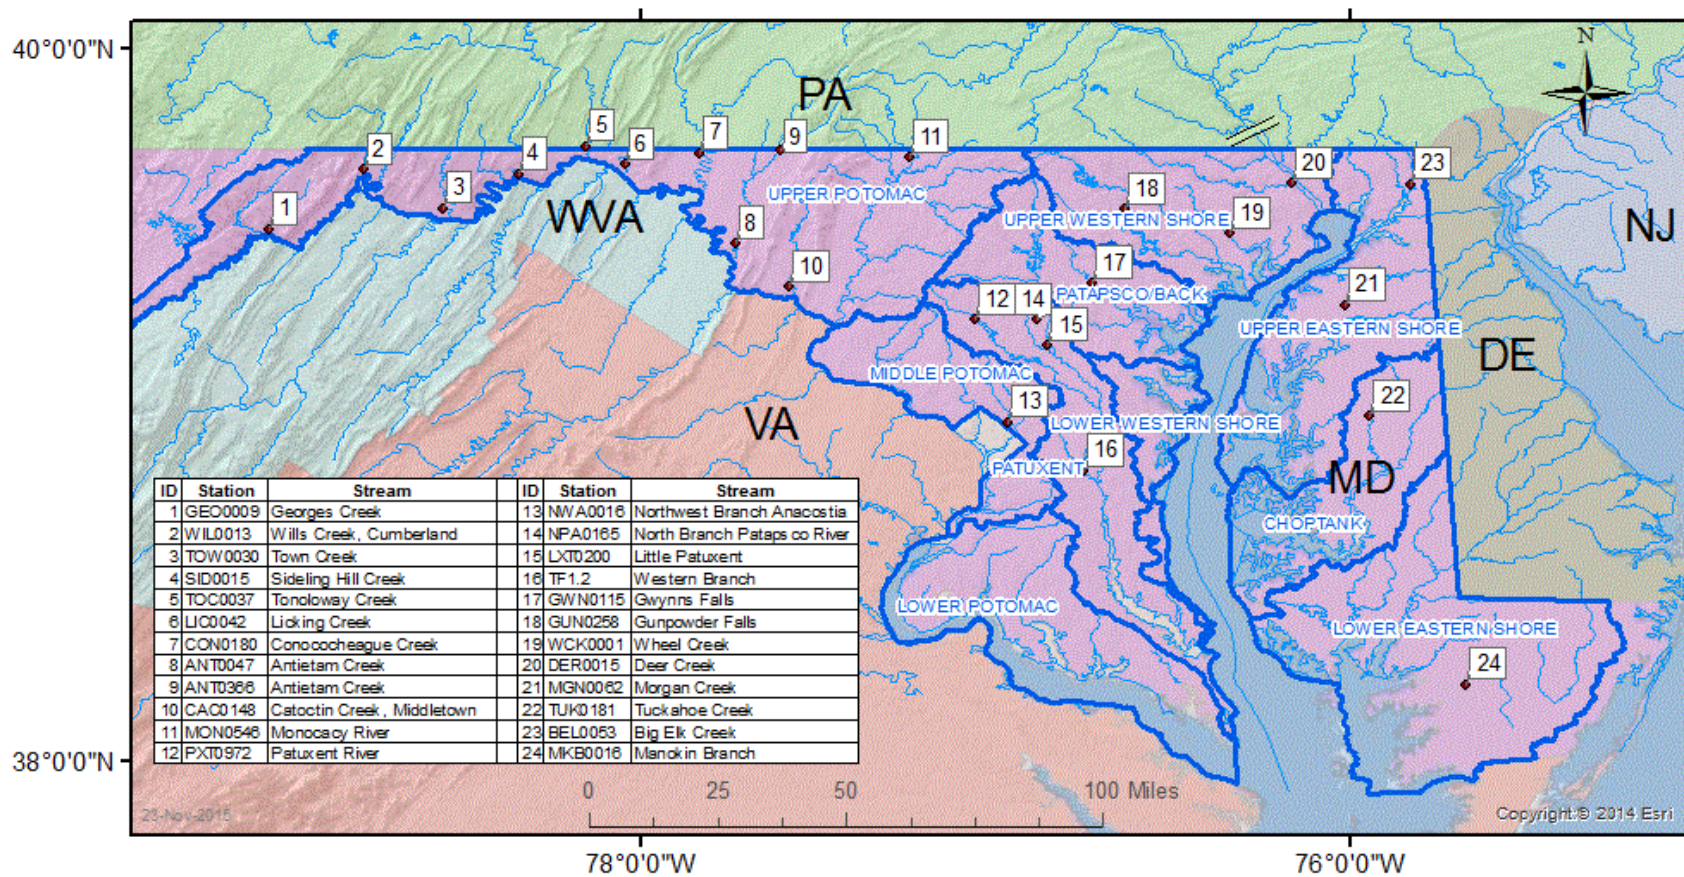 40°0'0"N
N
PA
5
7
9
11
2
6
4
20
23
3
UPPER POTOMAC
18
1
WVA
UPPER WESTERN SHORE
19
NJ
8
10
17
PATAPSCO/BACK
21
12
14
15
UPPER EASTERN SHORE
DE
MIDDLE POTOMAC
13
22
VA
LOWER WESTERN SHORE
16
PATUXENT
MD
CHOPTANK
LOWER POTOMAC
LOWER EASTERN SHORE
24
ID Station Stream ID Station Stream
1 GEO0009 Georges Creek 13 NWA0016 Northwest Branch Anacostia
2 WIL0013 Wills Creek, Cumberland 14 NPA0165 North Branch Patapsco River
3 TOW0030 Town Creek 15 LXT0200 Little Patuxent
4 SID0015 Sideling Hill Creek 16 TF1.2 Western Branch
5 TOC0037 Tonoloway Creek 17 GWN0115 Gwynns Falls
6 LIC0042 Licking Creek 18 GUN0258 Gunpowder Falls
7 CON0180 Conococheague Creek 19 WCK0001 Wheel Creek
8 ANT0047 Antietam Creek 20 DER0015 Deer Creek
9 ANT0366 Antietam Creek 21 MGN0062 Morgan Creek
10 CAC0148 Catoctin Creek, Middletown 22 TUK0181 Tuckahoe Creek
11 MON0546 Monocacy River 23 BEL0053 Big Elk Creek
12 PXT0972 Patuxent River 24 MKB0016 Manokin Branch
38°0'0"N
0 25 50 100 Miles
23-Nov-2015
Copyright:© 2014 Esri
78°0'0"W
76°0'0"W